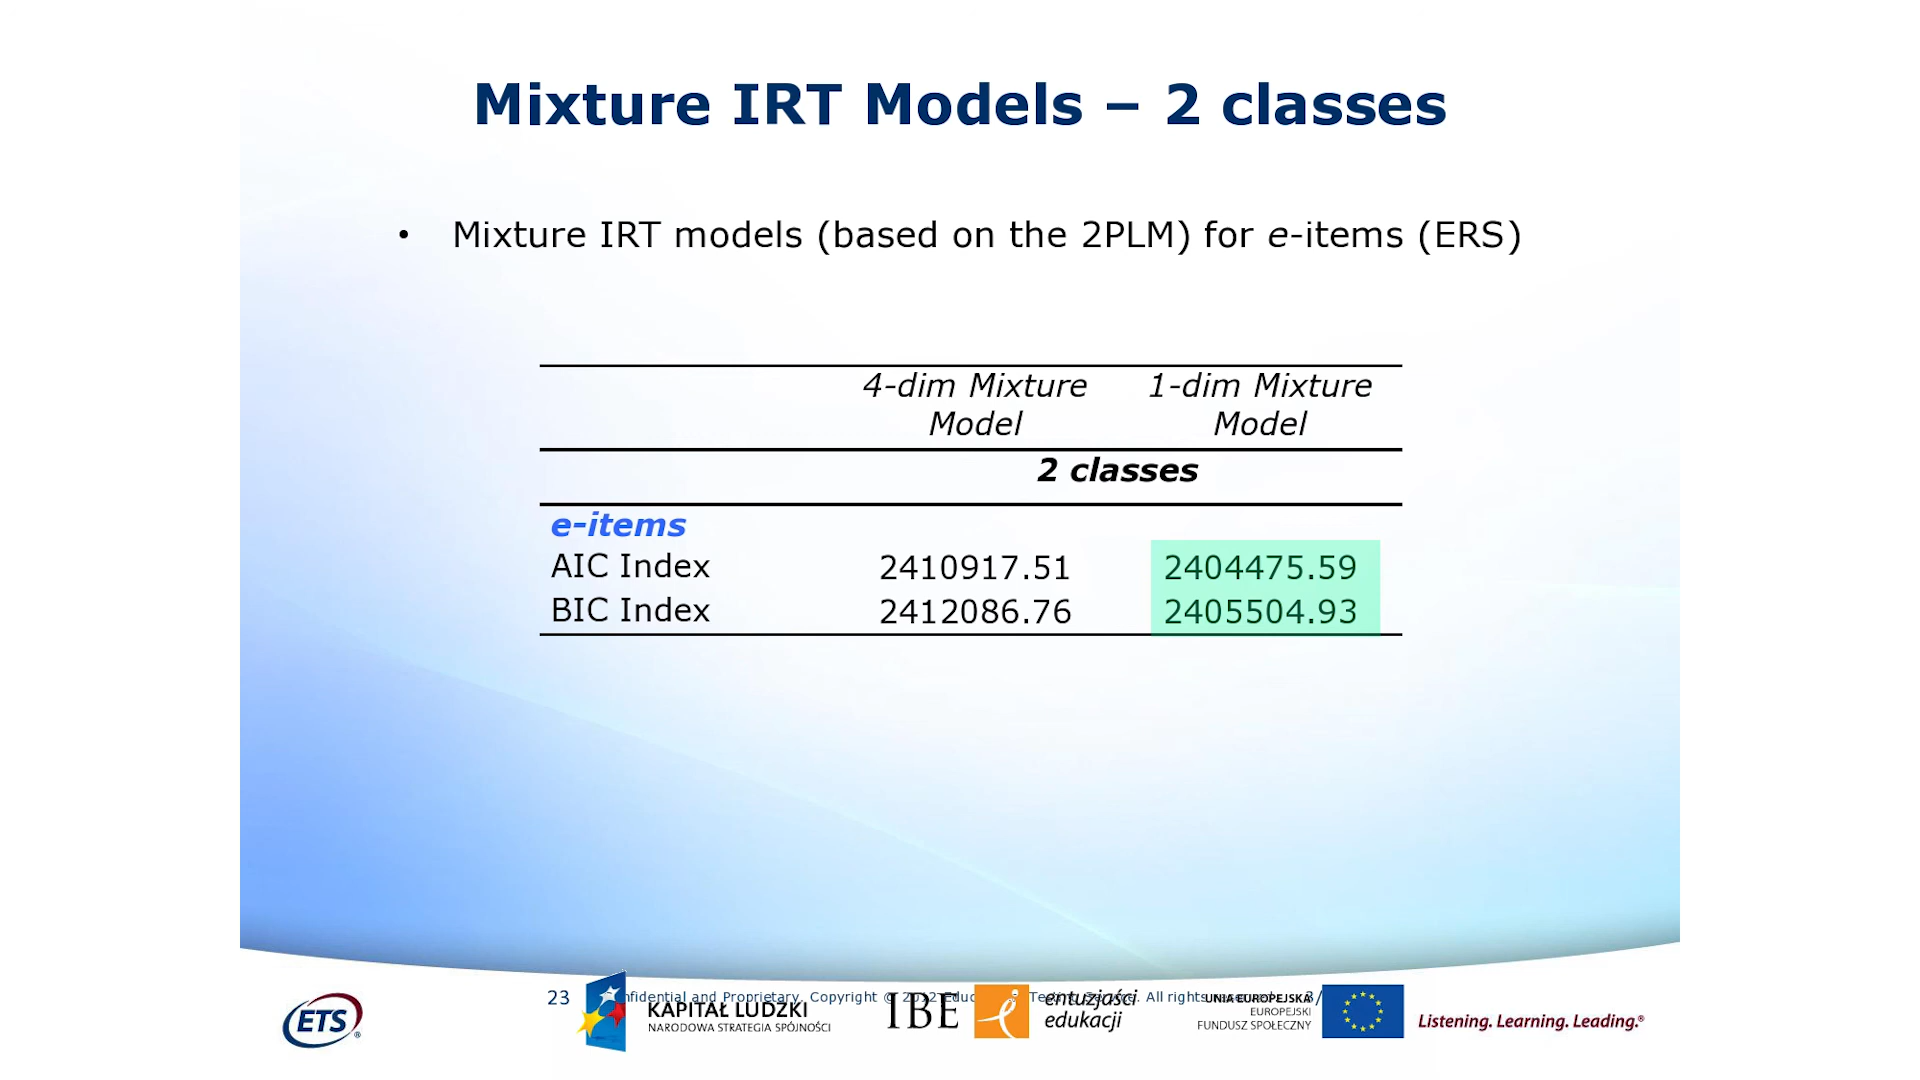 Mixture IRT Models – 2 classes
• Mixture IRT models (based on the 2PLM) for e-items (ERS)
4-dim Mixture Model 1-dim Mixture Model
2 classes
e-items
AIC Index 2410917.51 2404475.59
BIC Index 2412086.76 2405504.93
23 Confidential and Proprietary. Copyright © 2012 Educational Testing Service. All rights
ETS®
KAPITAŁ LUDZKI
NARODOWA STRATEGIA SPÓJNOŚCI
IBE
entuzjaści
edukacji
UNIA EUROPEJSKA
EUROPEJSKI
FUNDUSZ SPOŁECZNY
Listening. Learning. Leading.®